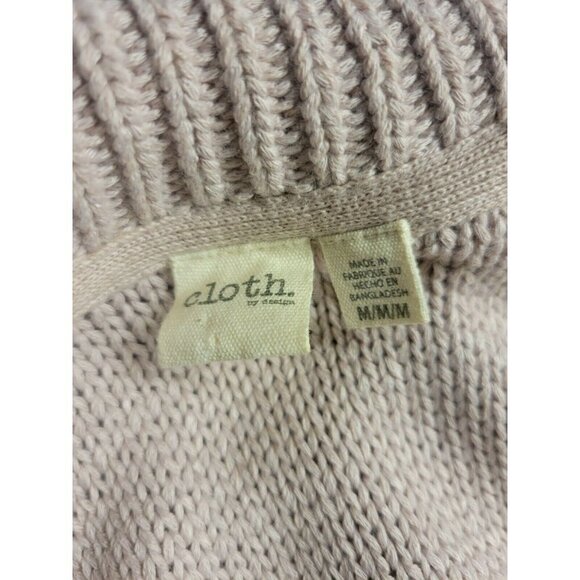 cloth.
by design
MADE IN
FABRIQUE AU
HECHO EN
BANGLADESH
M/M/M